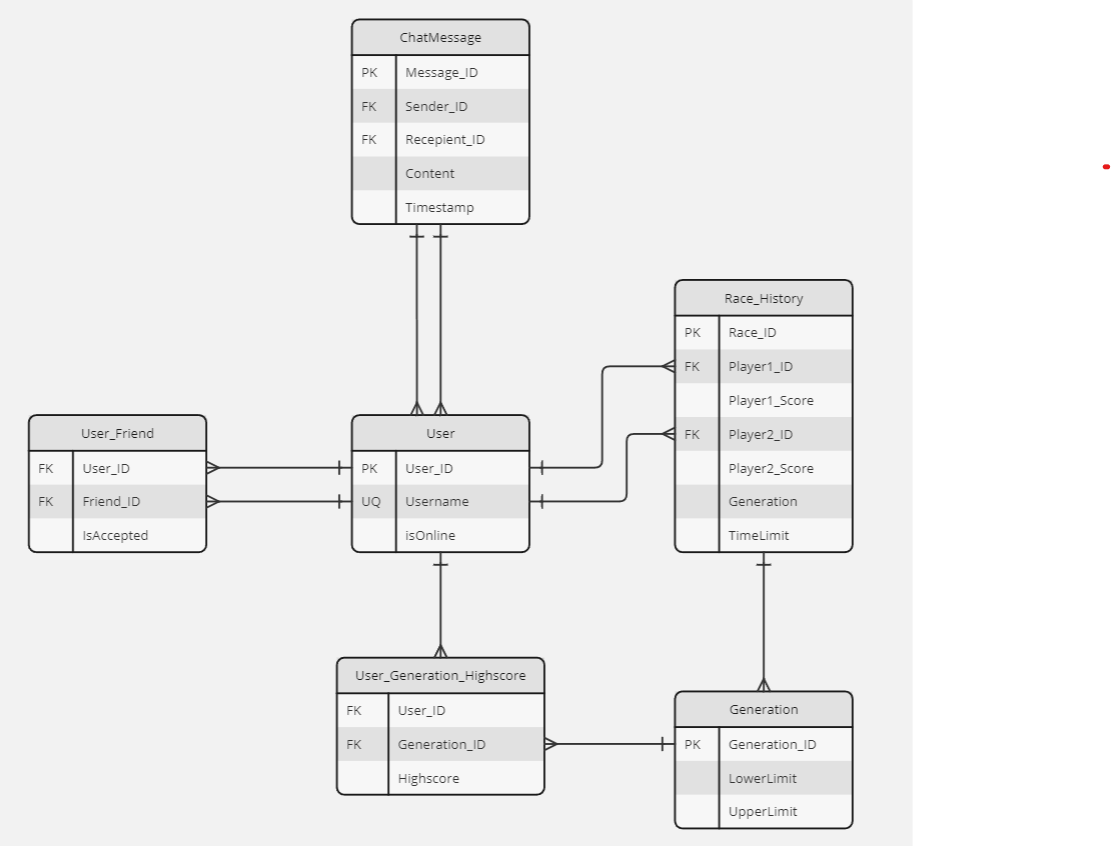 ChatMessage
PK Message_ID
FK Sender_ID
FK Recepient_ID
Content
Timestamp
Race_History
PK Race_ID
FK Player1_ID
Player1_Score
FK Player2_ID
Player2_Score
Generation
TimeLimit
User_Friend
FK User_ID
FK Friend_ID
IsAccepted
User
PK User_ID
UQ Username
isOnline
User_Generation_Highscore
FK User_ID
FK Generation_ID
Highscore
Generation
PK Generation_ID
LowerLimit
UpperLimit